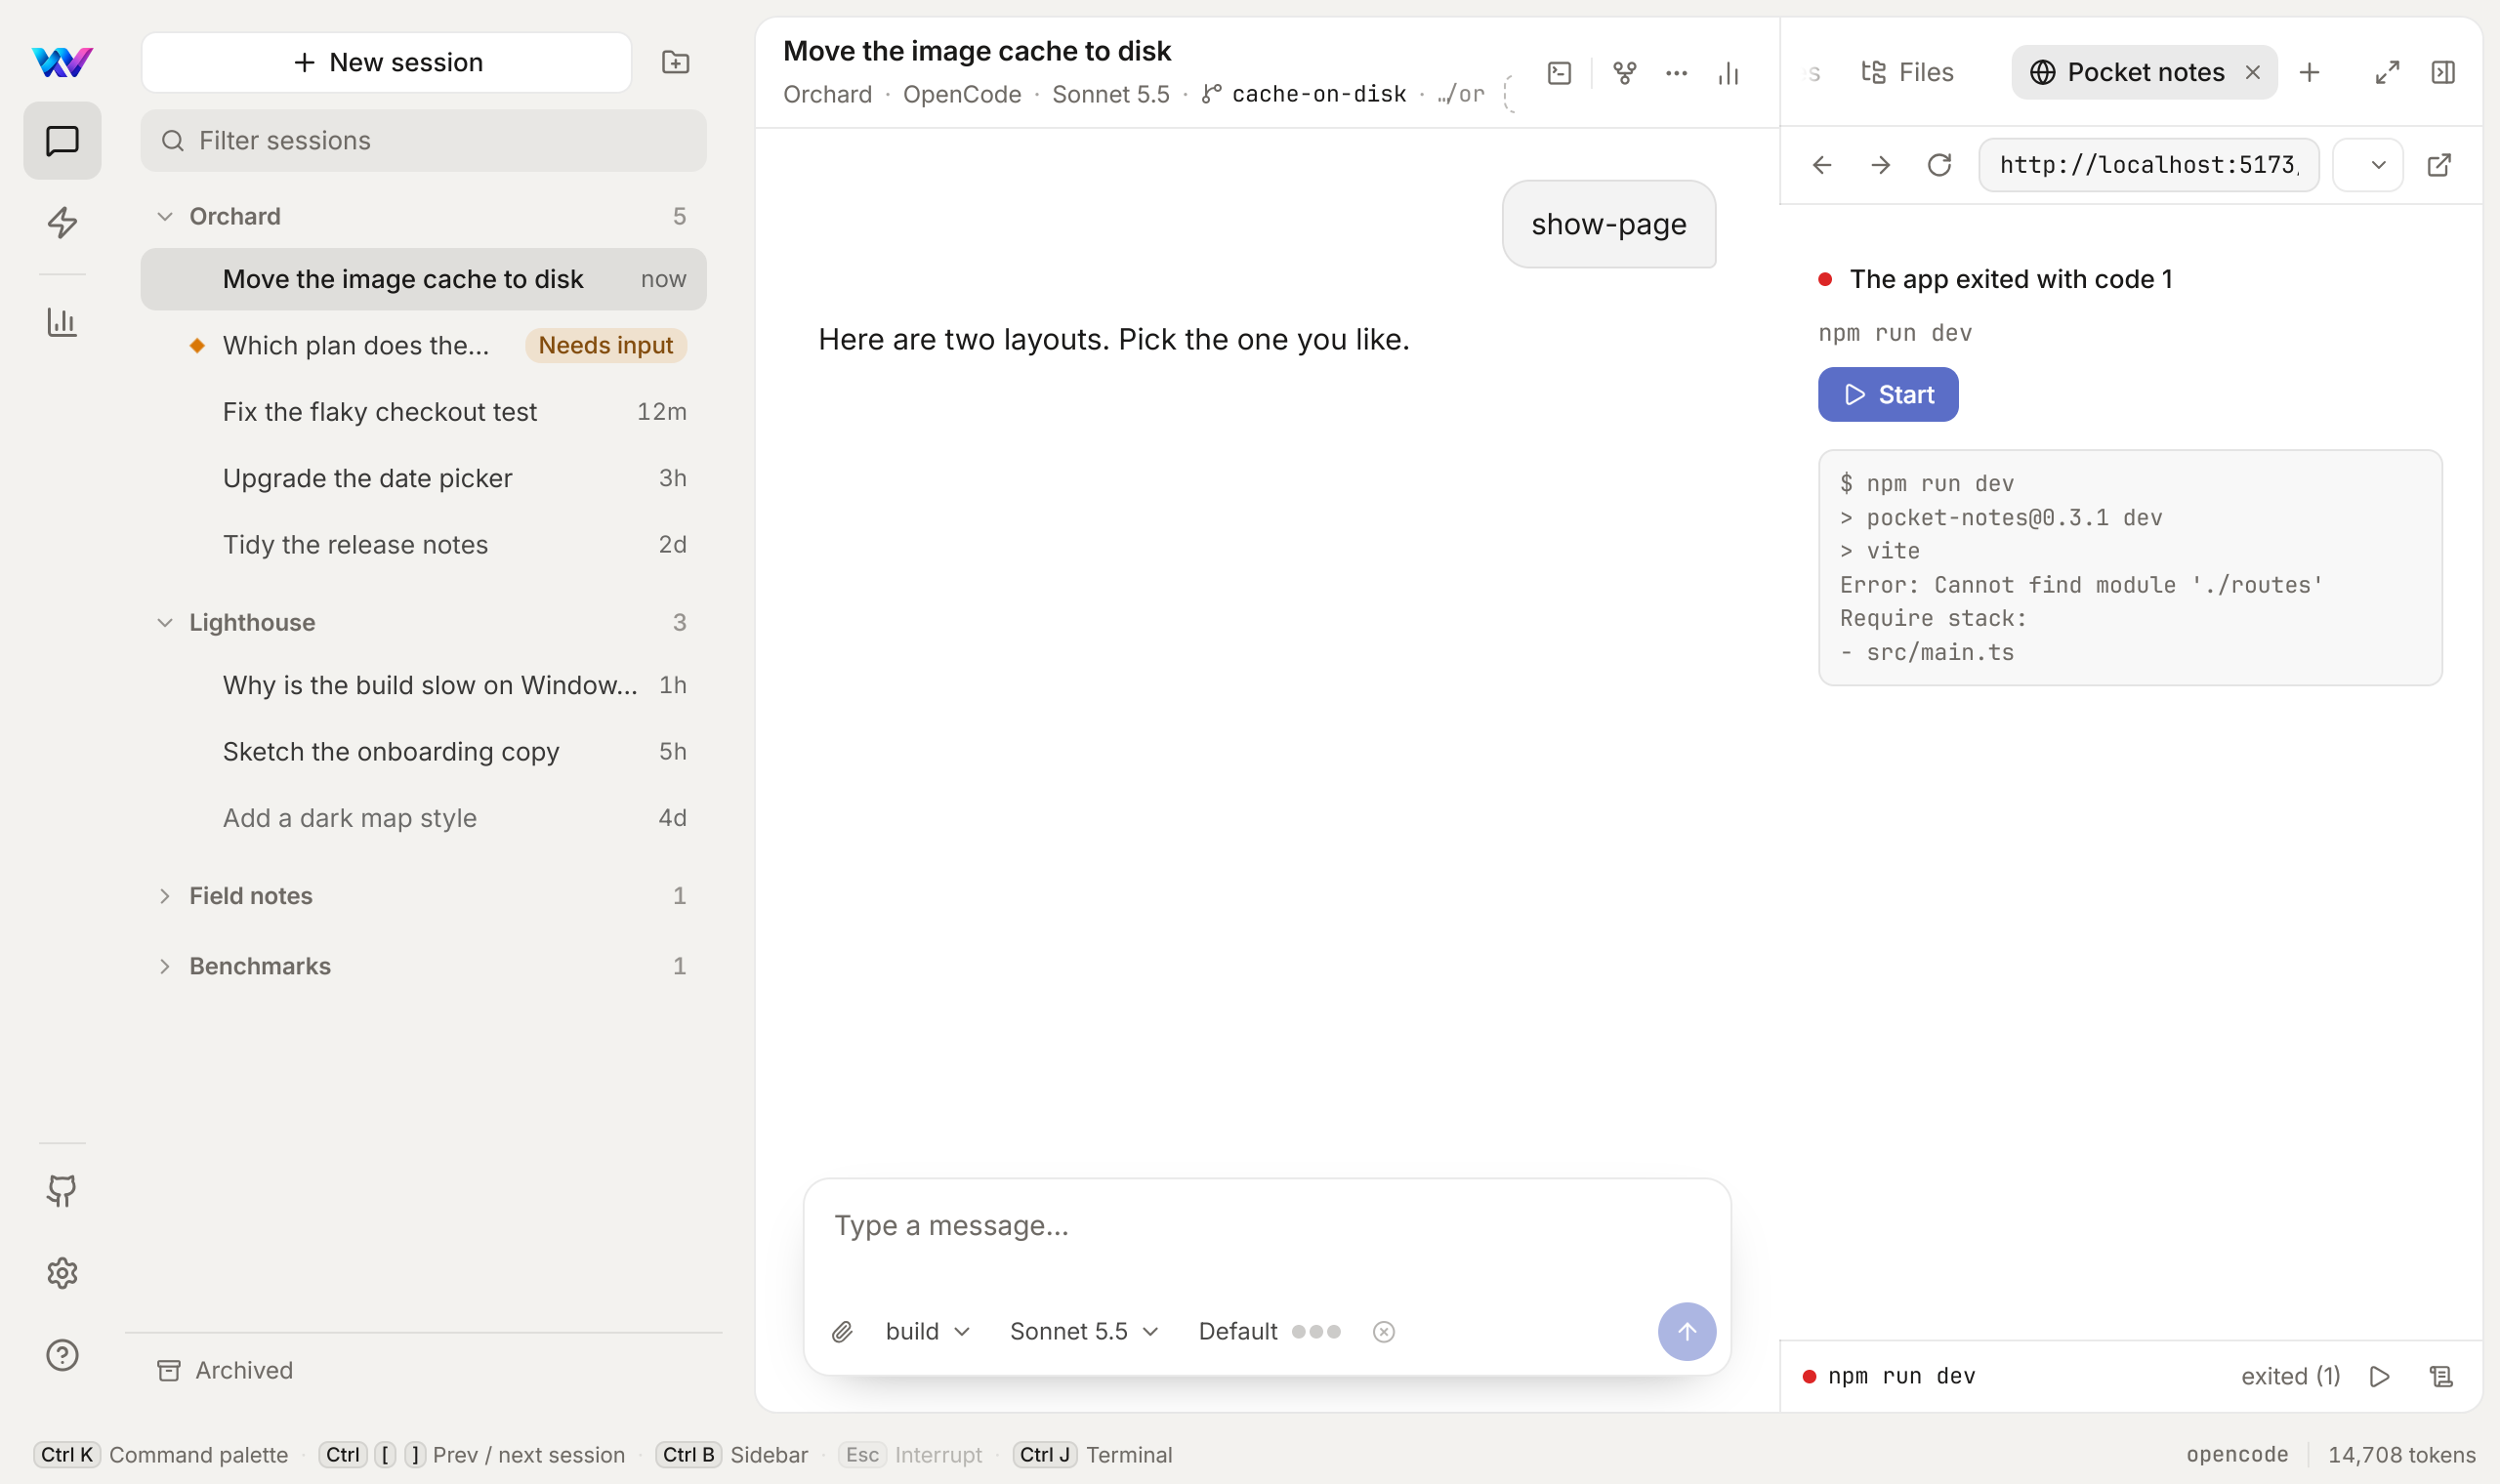 New session
Filter sessions
Orchard 5
Move the image cache to disk now
Which plan does the... Needs input
Fix the flaky checkout test 12m
Upgrade the date picker 3h
Tidy the release notes 2d
Lighthouse 3
Why is the build slow on Window... 1h
Sketch the onboarding copy 5h
Add a dark map style 4d
Field notes 1
Benchmarks 1
Archived
Move the image cache to disk
Orchard · OpenCode · Sonnet 5.5 · cache-on-disk · ../or
show-page
Here are two layouts. Pick the one you like.
Type a message...
build Sonnet 5.5 Default
s Files Pocket notes
http://localhost:5173
The app exited with code 1
npm run dev
Start
$ npm run dev
> pocket-notes@0.3.1 dev
> vite
Error: Cannot find module './routes'
Require stack:
- src/main.ts
npm run dev exited (1)
Ctrl K Command palette · Ctrl [ ] Prev / next session · Ctrl B Sidebar · Esc Interrupt · Ctrl J Terminal
opencode 14,708 tokens